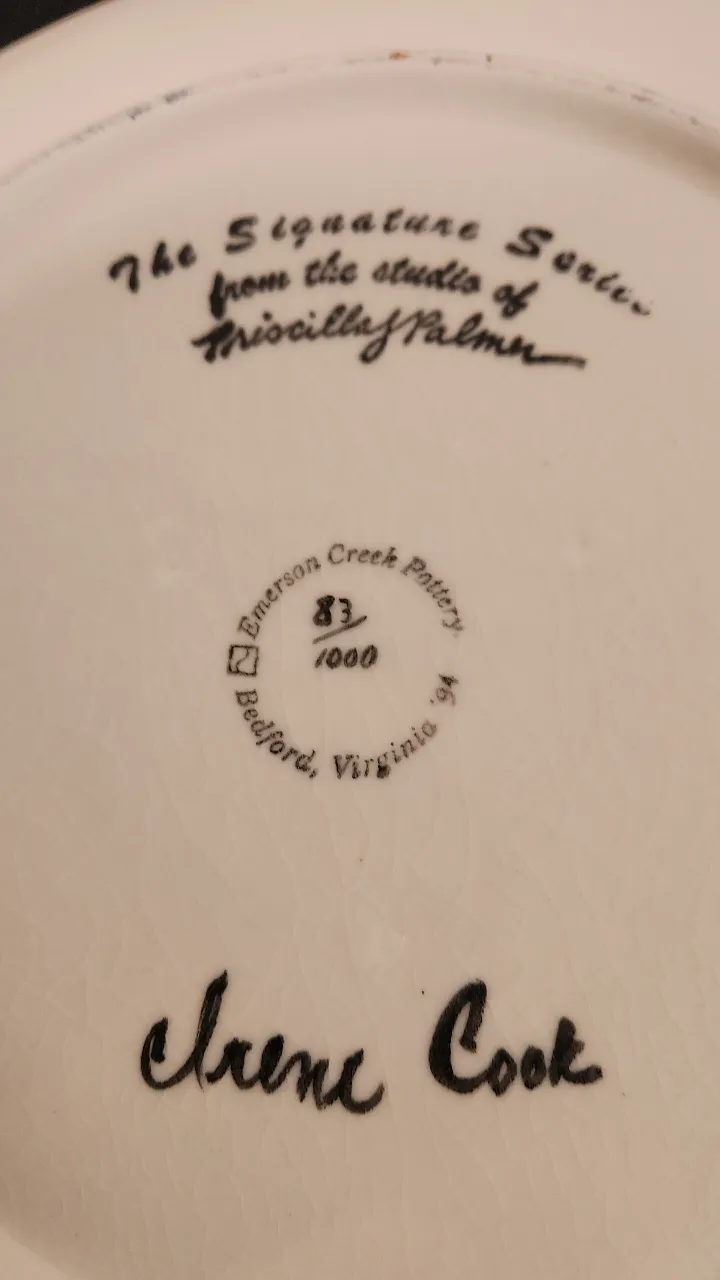 The Signature Series
from the studio of
Priscilla J Palmer
Emerson Creek Pottery
83/1000
Bedford, Virginia '94
Irene Cook